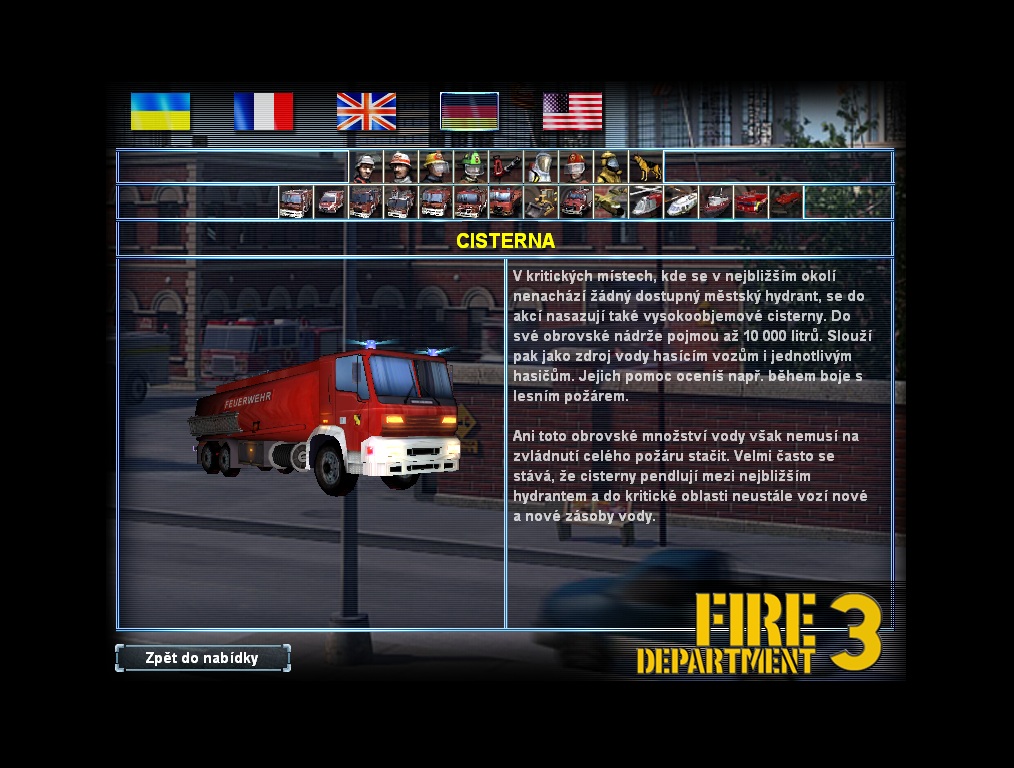 CISTERNA
V kritických místech, kde se v nejbližším okolí
nenachází žádný dostupný městský hydrant, se do
akcí nasazují také vysokoobjemové cisterny. Do
své obrovské nádrže pojmou až 10 000 litrů. Slouží
pak jako zdroj vody hasícím vozům i jednotlivým
hasičům. Jejich pomoc oceníš např. během boje s
lesním požárem.
Ani toto obrovské množství vody však nemusí na
zvládnutí celého požáru stačit. Velmi často se
stává, že cisterny pendlují mezi nejbližším
hydrantem a do kritické oblasti neustále vozí nové
a nové zásoby vody.
FEUERWEHR
FIRE
DEPARTMENT 3
Zpět do nabídky